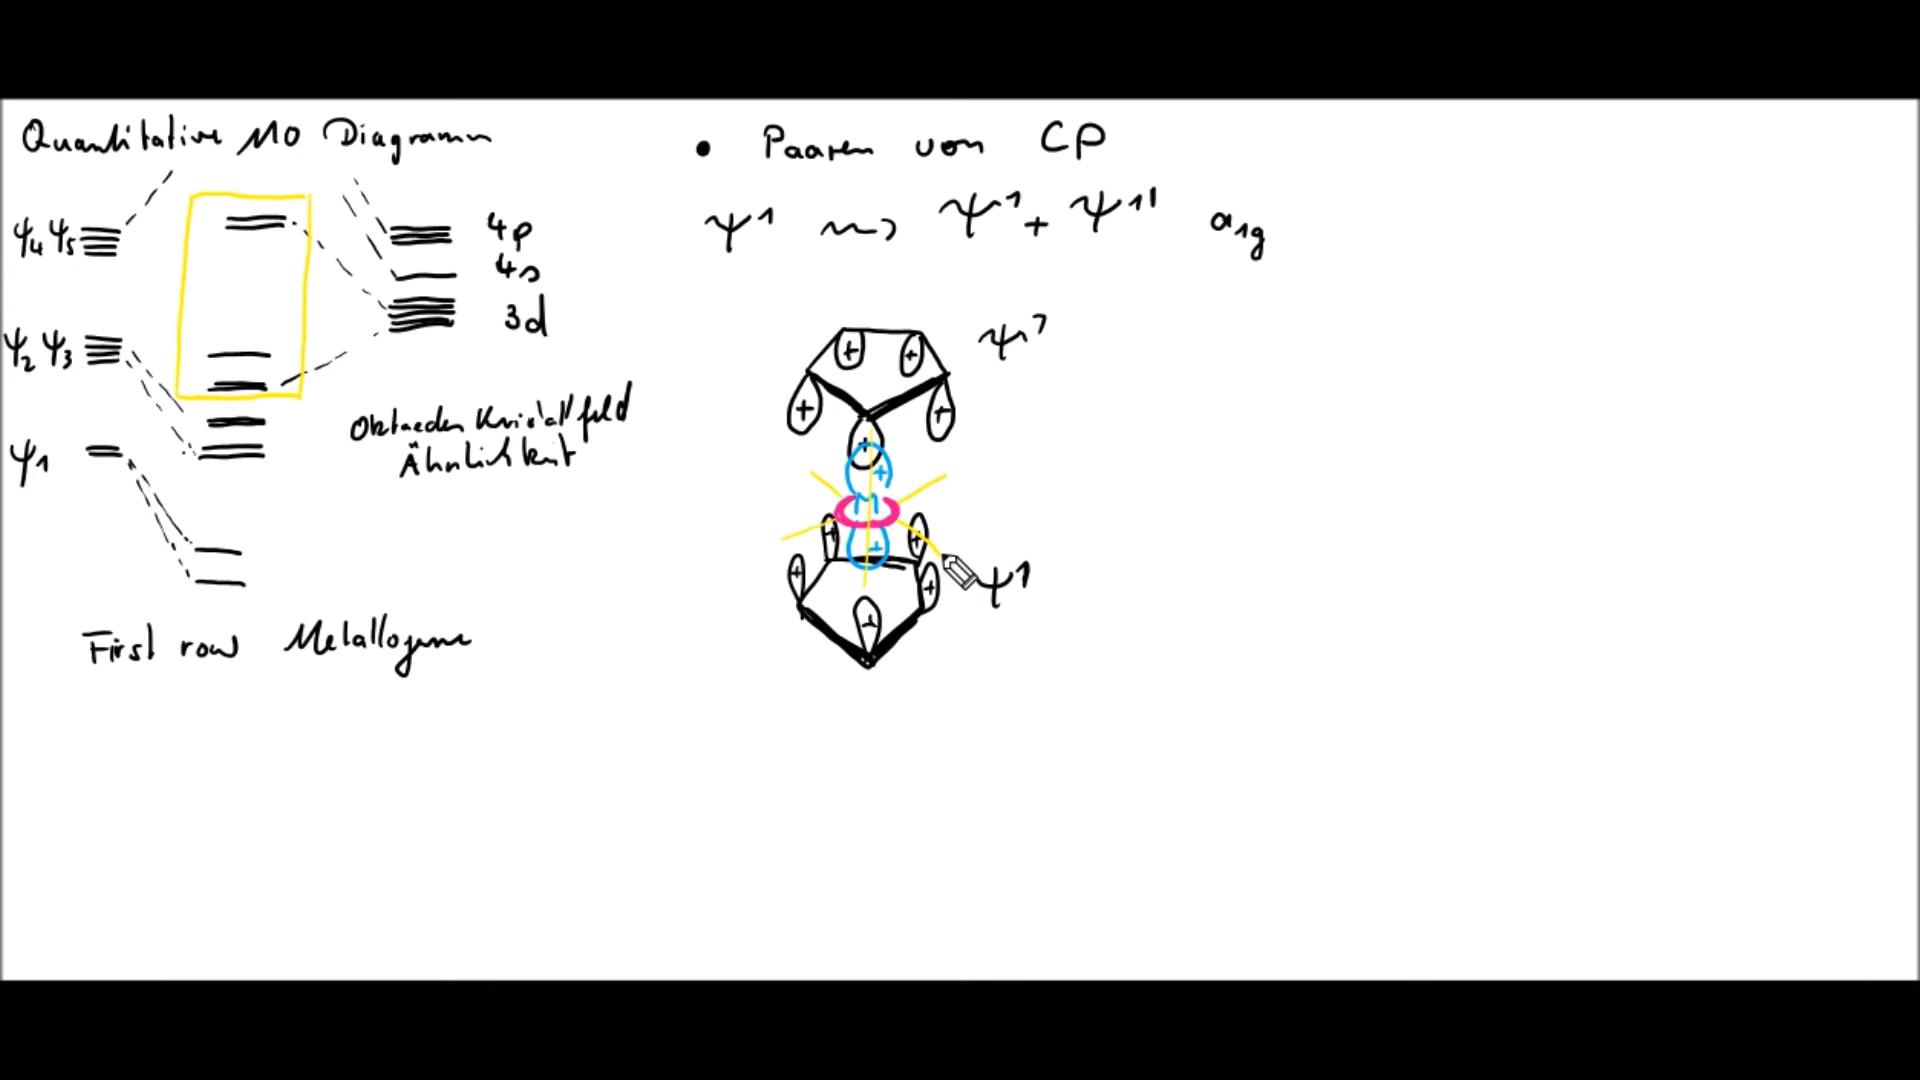 Quantitative MO Diagramm
ψ4 ψ5
4p
4s
3d
ψ2 ψ3
ψ1
Oktaeder Kristallfeld
Ähnlichkeit
First row Metallogene
• Paaren von CP
ψ1 ⇝ ψ1 + ψ1' a1g
ψ1
+ +
+ +
+
+
+ + +
+ +
+
ψ1